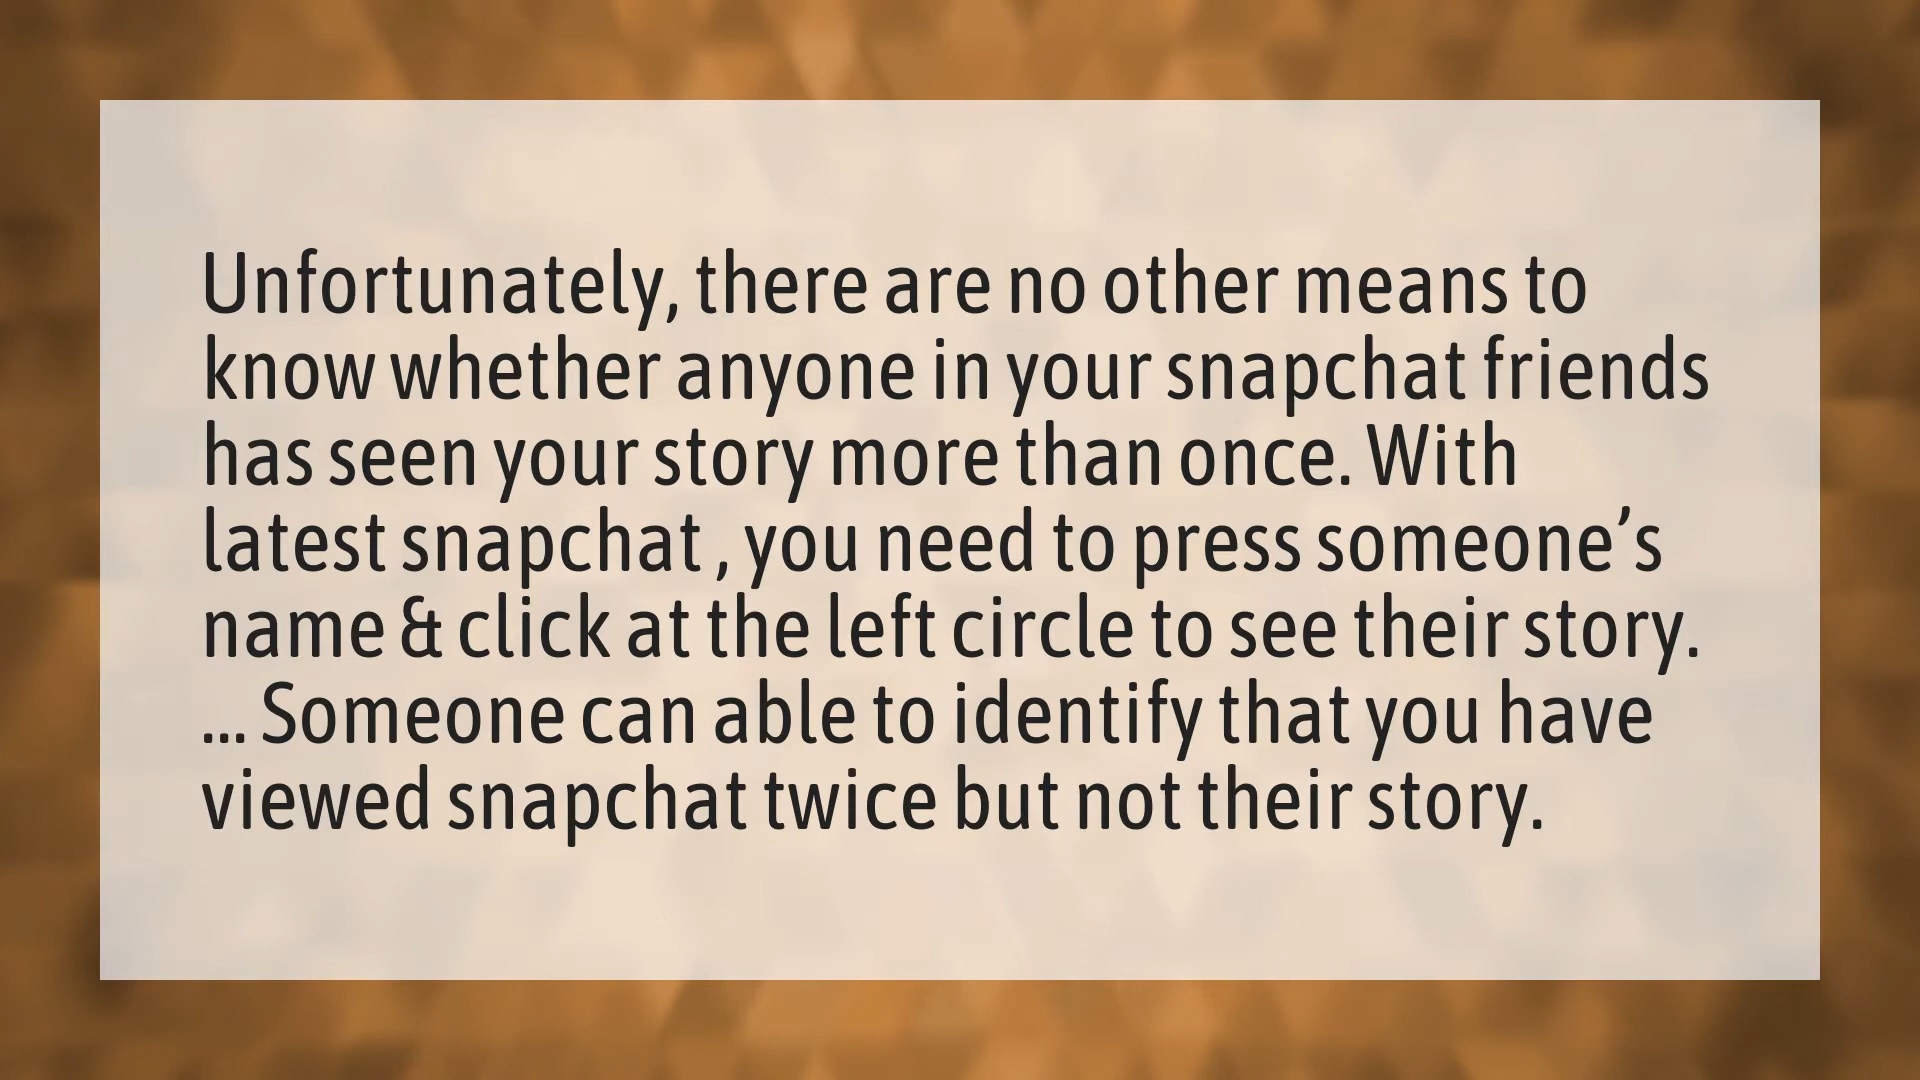 Unfortunately, there are no other means to
know whether anyone in your snapchat friends
has seen your story more than once. With
latest snapchat , you need to press someone’s
name & click at the left circle to see their story.
... Someone can able to identify that you have
viewed snapchat twice but not their story.